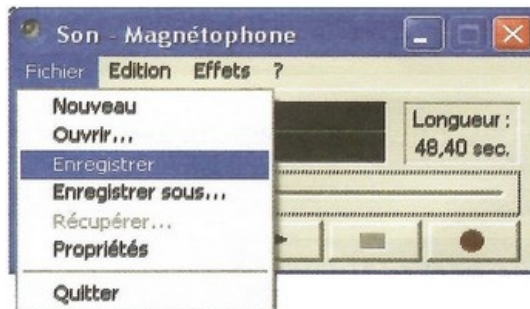 Son - Magnétophone
Fichier Edition Effets ?
Nouveau
Ouvrir...
Enregistrer
Enregistrer sous...
Récupérer...
Propriétés
Quitter
Longueur :
48,40 sec.